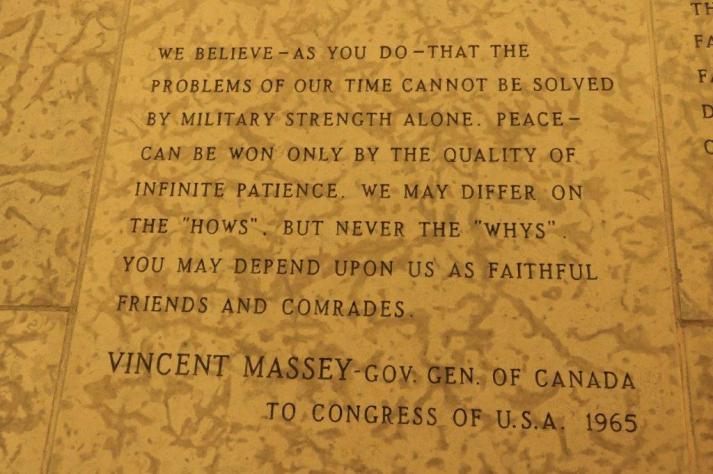 WE BELIEVE-AS YOU DO-THAT THE
PROBLEMS OF OUR TIME CANNOT BE SOLVED
BY MILITARY STRENGTH ALONE. PEACE-
CAN BE WON ONLY BY THE QUALITY OF
INFINITE PATIENCE. WE MAY DIFFER ON
THE "HOWS", BUT NEVER THE "WHYS".
YOU MAY DEPEND UPON US AS FAITHFUL
FRIENDS AND COMRADES.
VINCENT MASSEY-GOV. GEN. OF CANADA
TO CONGRESS OF U.S.A. 1965